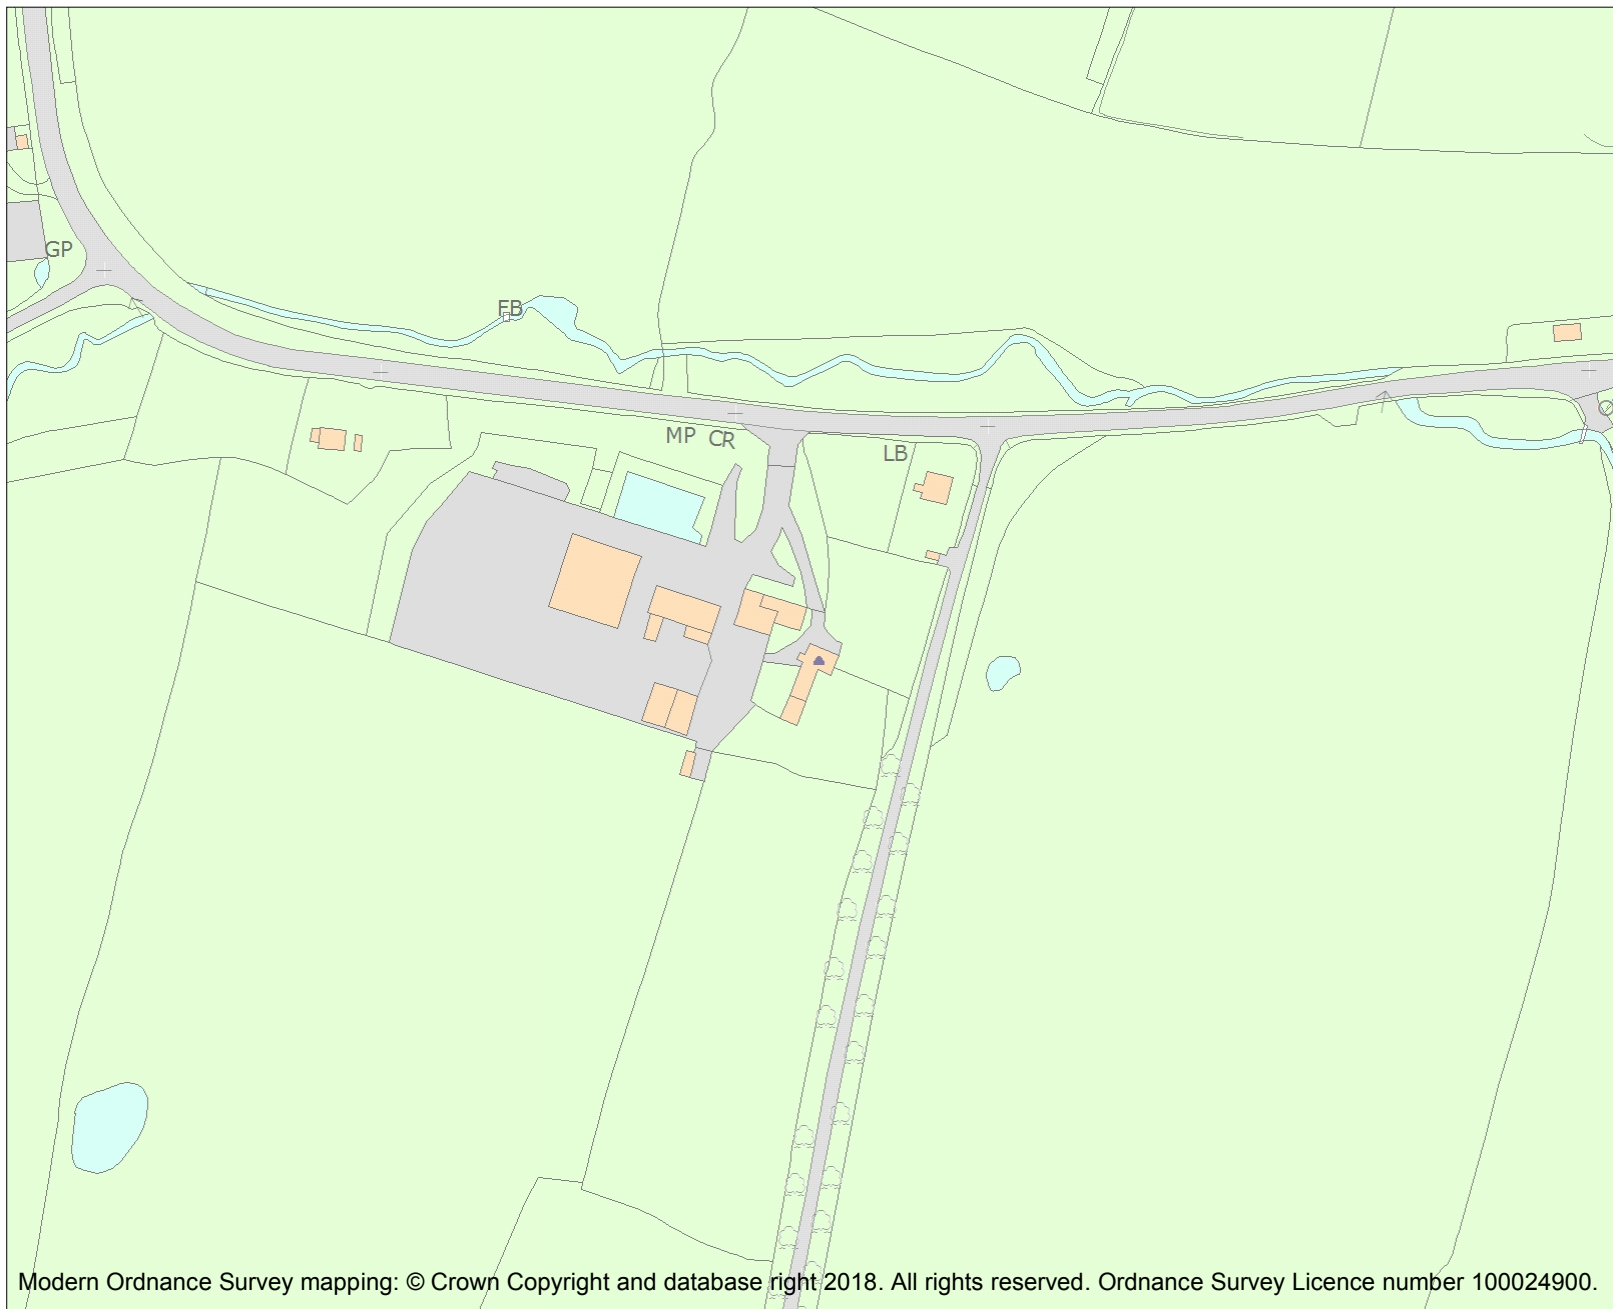 GP
FB
MP CR
LB
Modern Ordnance Survey mapping: © Crown Copyright and database right 2018. All rights reserved. Ordnance Survey Licence number 100024900.